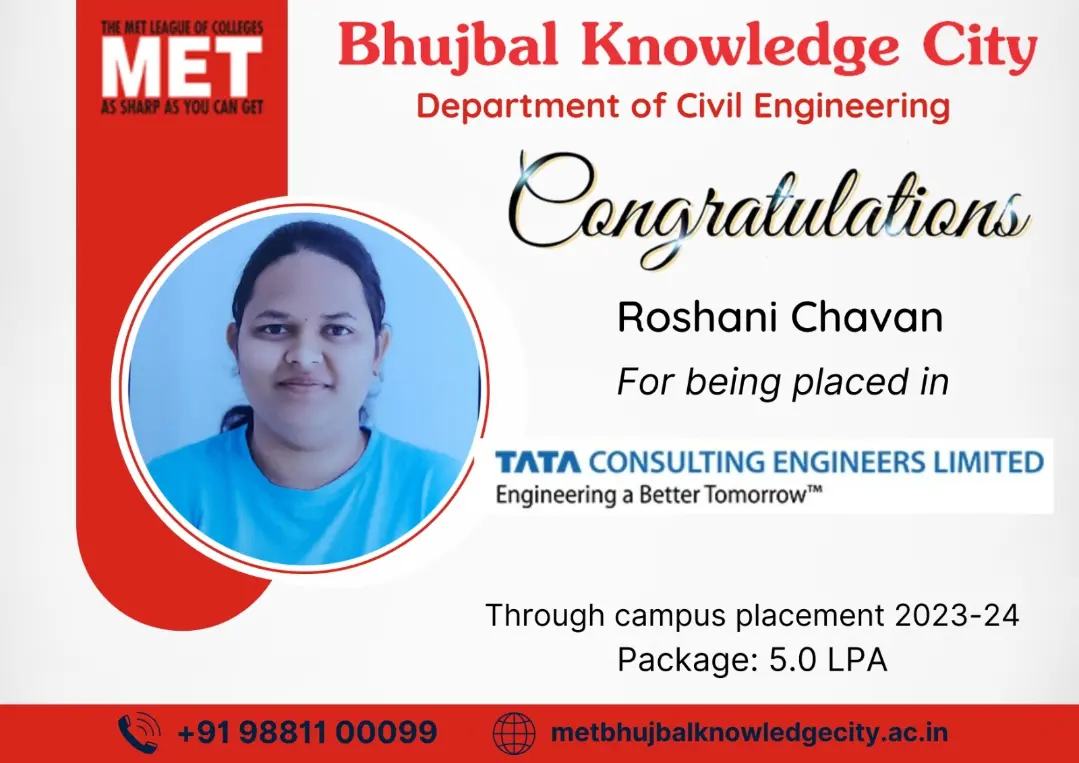 THE MET LEAGUE OF COLLEGES
MET
AS SHARP AS YOU CAN GET
Bhujbal Knowledge City
Department of Civil Engineering
Congratulations
Roshani Chavan
For being placed in
TATA CONSULTING ENGINEERS LIMITED
Engineering a Better Tomorrow™
Through campus placement 2023-24
Package: 5.0 LPA
+91 98811 00099
metbhujbalknowledgecity.ac.in